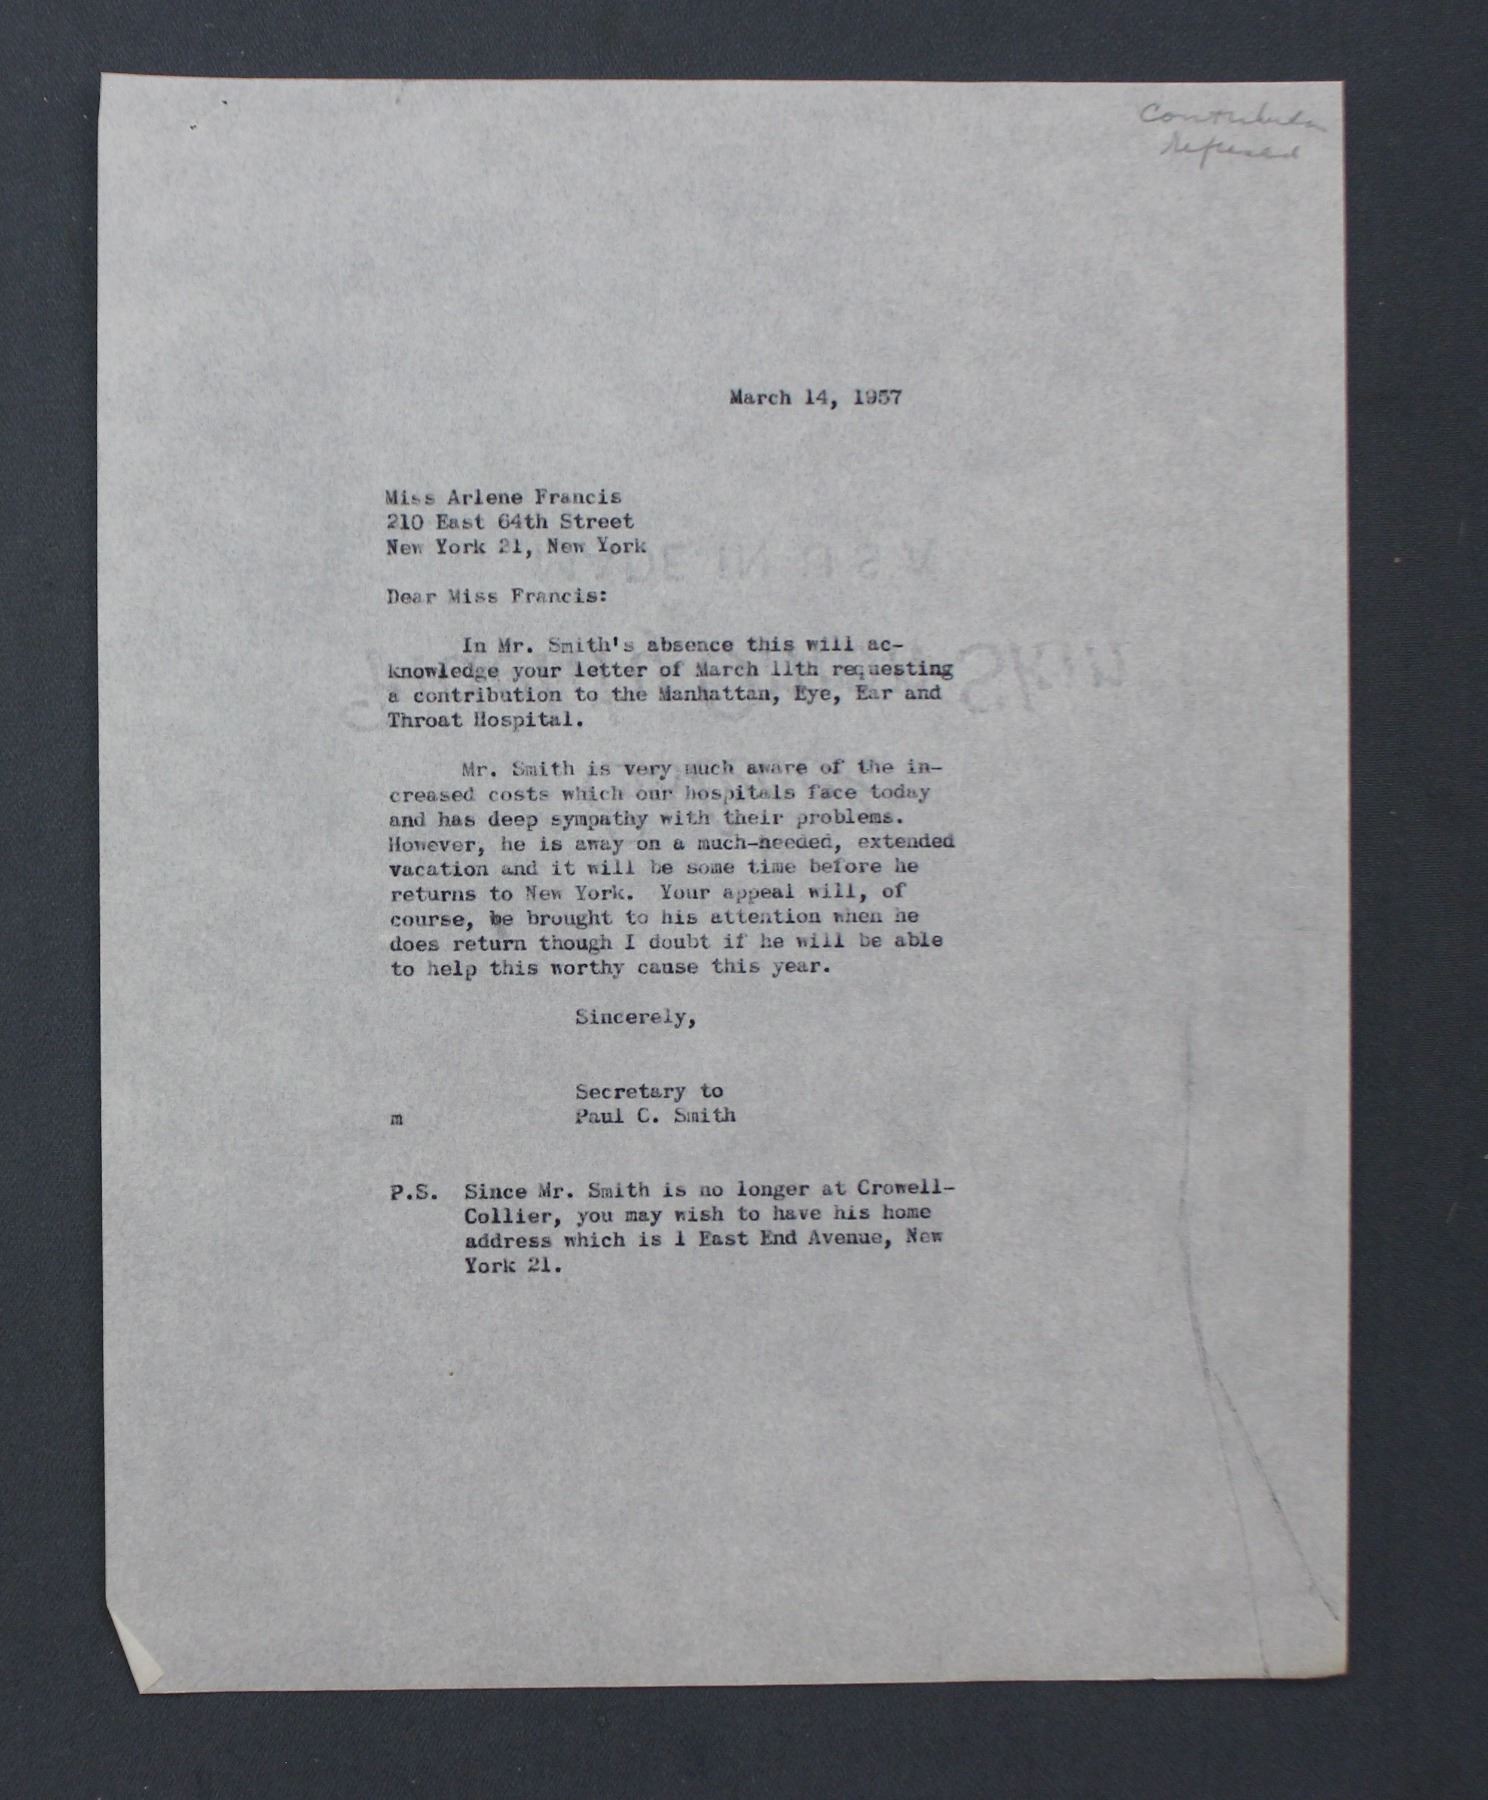 Contribution
Refused
March 14, 1957
Miss Arlene Francis
210 East 64th Street
New York 21, New York
Dear Miss Francis:
In Mr. Smith's absence this will ac-
knowledge your letter of March 11th requesting
a contribution to the Manhattan, Eye, Ear and
Throat Hospital.
Mr. Smith is very much aware of the in-
creased costs which our hospitals face today
and has deep sympathy with their problems.
However, he is away on a much-needed, extended
vacation and it will be some time before he
returns to New York. Your appeal will, of
course, be brought to his attention when he
does return though I doubt if he will be able
to help this worthy cause this year.
Sincerely,
Secretary to
m Paul C. Smith
P.S. Since Mr. Smith is no longer at Crowell-
Collier, you may wish to have his home
address which is 1 East End Avenue, New
York 21.